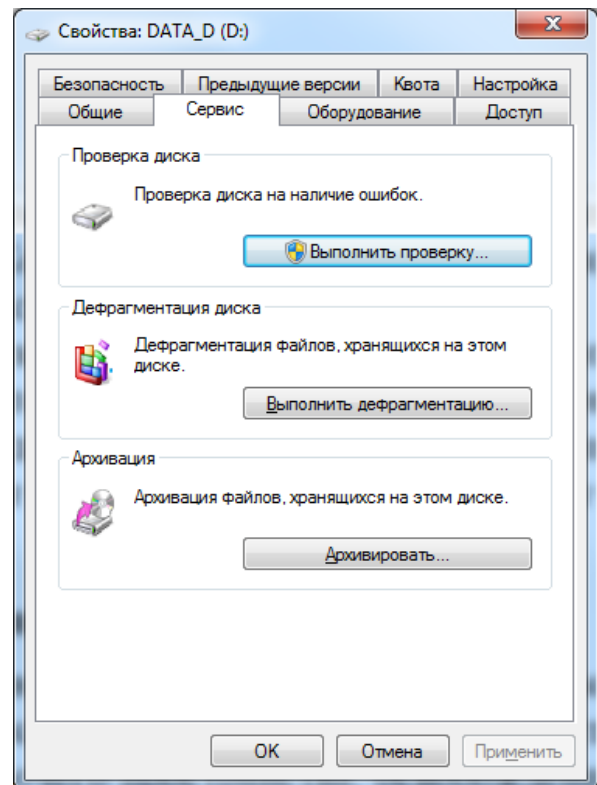 Свойства: DATA_D (D:)
Безопасность Предыдущие версии Квота Настройка
Общие Сервис Оборудование Доступ
Проверка диска
Проверка диска на наличие ошибок.
Выполнить проверку...
Дефрагментация диска
Дефрагментация файлов, хранящихся на этом
диске.
Выполнить дефрагментацию...
Архивация
Архивация файлов, хранящихся на этом диске.
Архивировать...
ОК Отмена Применить